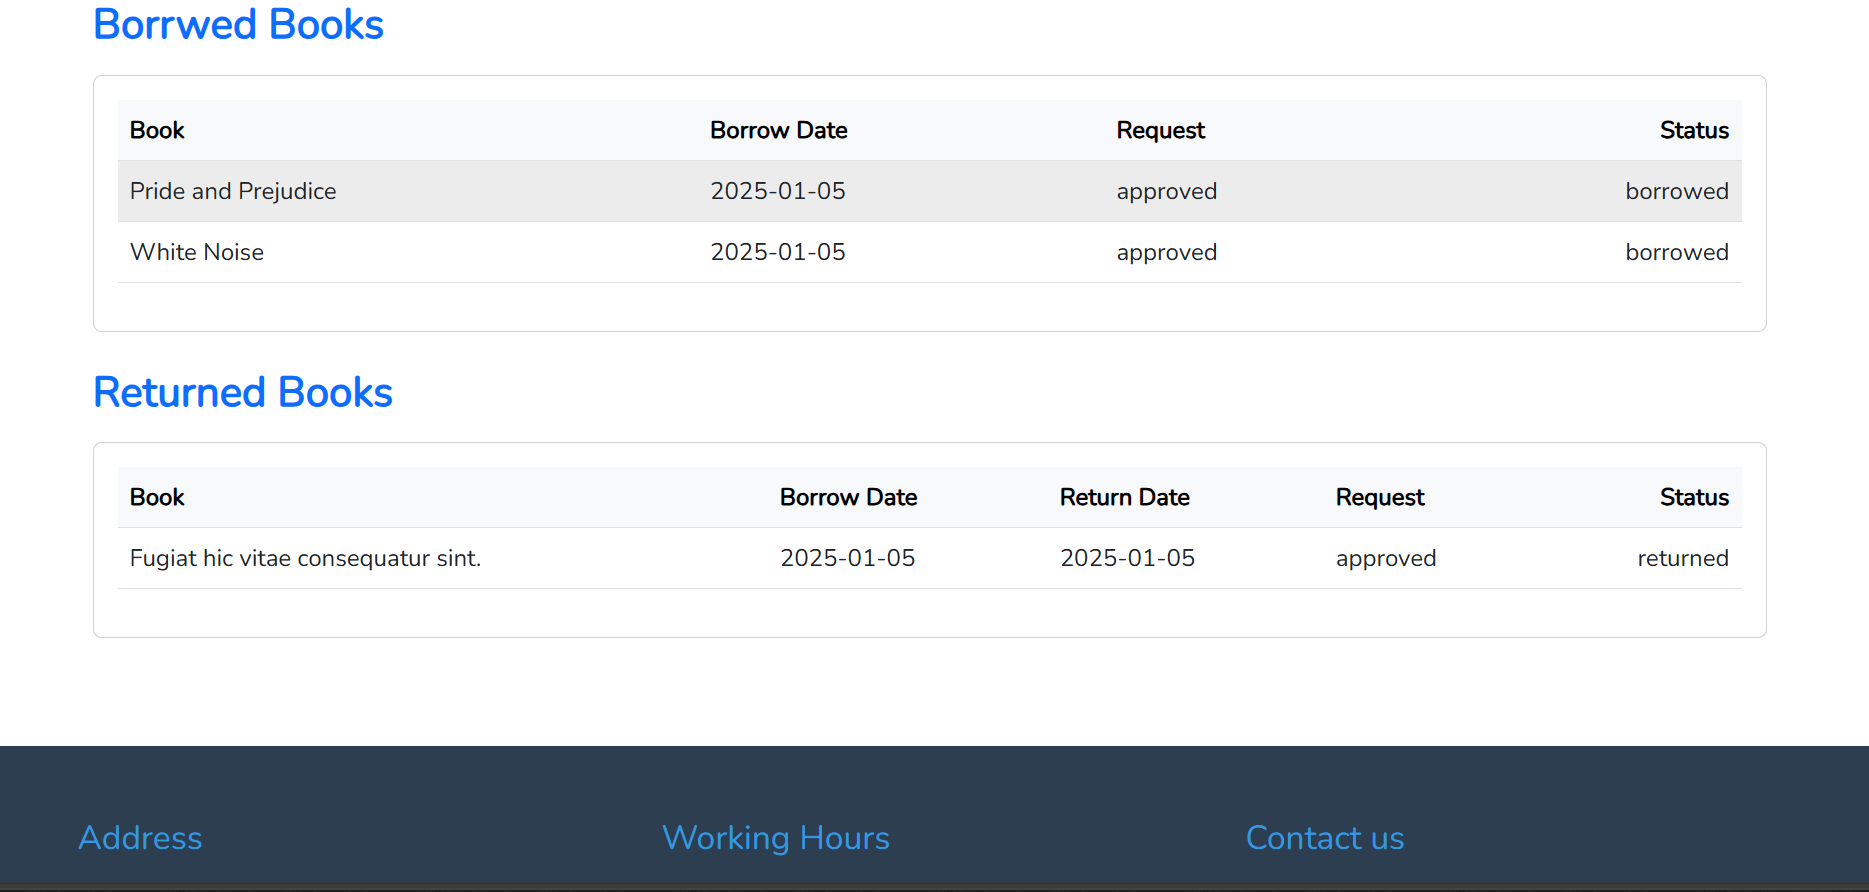 Borrwed Books
Book Borrow Date Request Status
Pride and Prejudice 2025-01-05 approved borrowed
White Noise 2025-01-05 approved borrowed
Returned Books
Book Borrow Date Return Date Request Status
Fugiat hic vitae consequatur sint. 2025-01-05 2025-01-05 approved returned
Address Working Hours Contact us